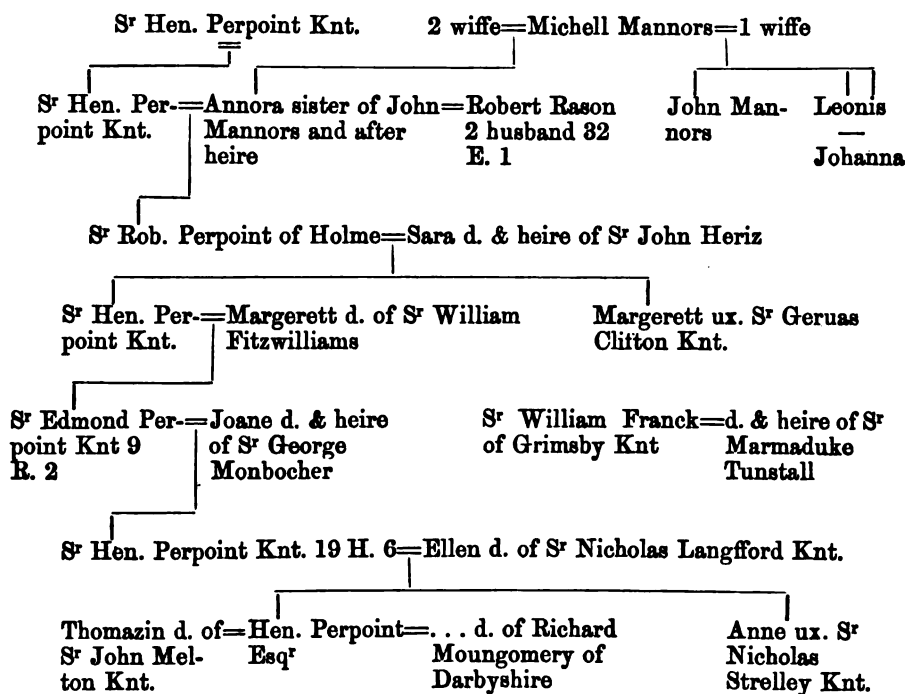 Sʳ Hen. Perpoint Knt.
2 wiffe=Michell Mannors=1 wiffe
Sʳ Hen. Per-=Annora sister of John=Robert Rason
point Knt. Mannors and after 2 husband 32
heire E. 1
John Man-
nors
Leonis
—
Johanna
Sʳ Rob. Perpoint of Holme=Sara d. & heire of Sʳ John Heriz
Sʳ Hen. Per-=Margerett d. of Sʳ William
point Knt. Fitzwilliams
Margerett ux. Sʳ Geruas
Clifton Knt.
Sʳ Edmond Per-=Joane d. & heire
point Knt 9 of Sʳ George
R. 2 Monbocher
Sʳ William Franck=d. & heire of Sʳ
of Grimsby Knt Marmaduke
Tunstall
Sʳ Hen. Perpoint Knt. 19 H. 6=Ellen d. of Sʳ Nicholas Langfford Knt.
Thomazin d. of=Hen. Perpoint=. . . d. of Richard
Sʳ John Mel- Esqʳ Moungomery of
ton Knt. Darbyshire
Anne ux. Sʳ
Nicholas
Strelley Knt.